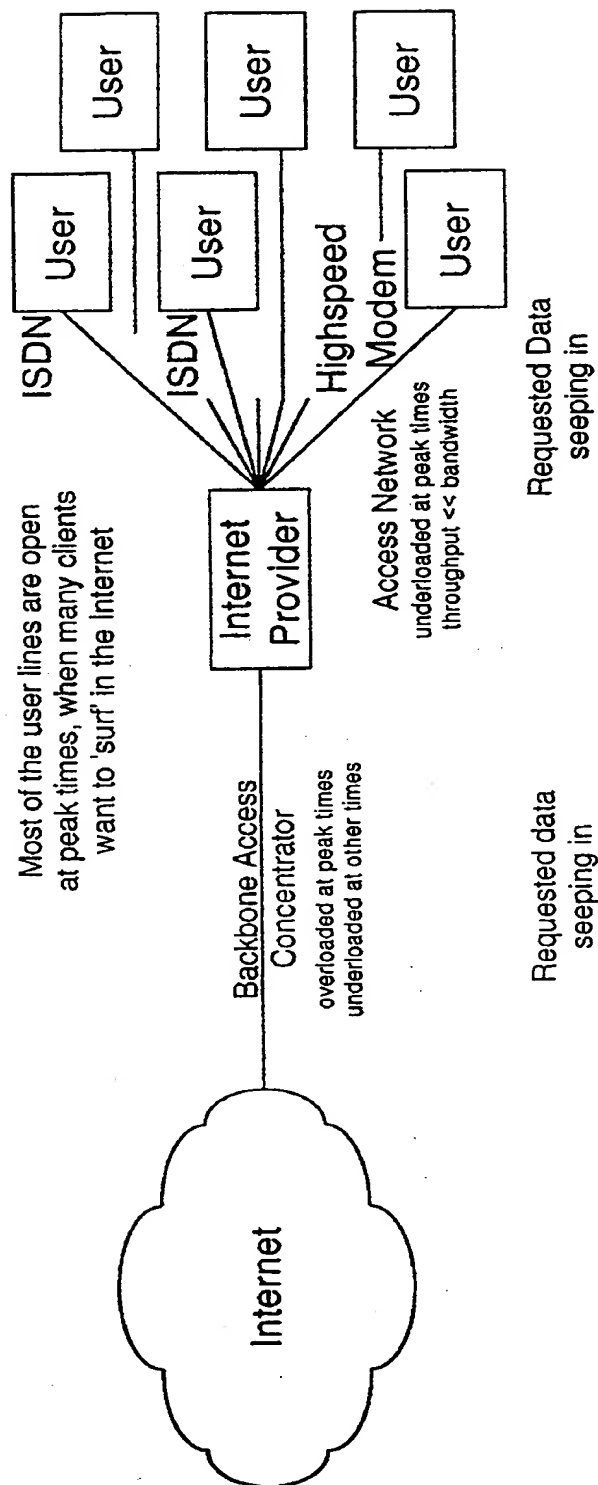 Most of the user lines are open
at peak times, when many clients
want to 'surf' in the Internet
Internet
Backbone Access
Concentrator
overloaded at peak times
underloaded at other times
Internet
Provider
ISDN
User
User
ISDN
User
User
Highspeed
Modem
User
User
Access Network
underloaded at peak times
throughput << bandwidth
Requested data
seeping in
Requested Data
seeping in